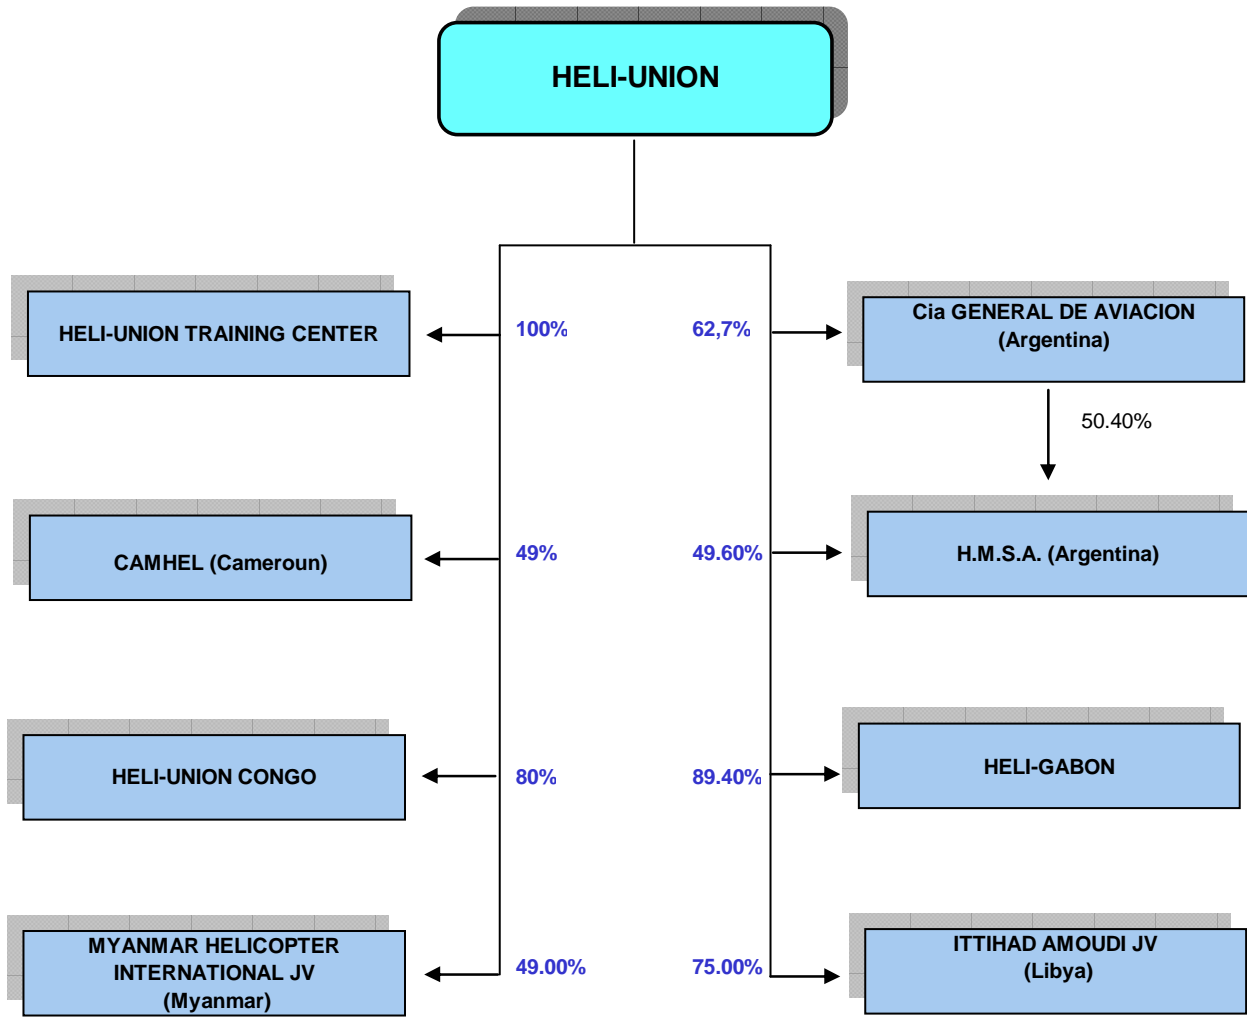 HELI-UNION
HELI-UNION TRAINING CENTER
100%
62,7%
Cia GENERAL DE AVIACION
(Argentina)
50.40%
CAMHEL (Cameroun)
49%
49.60%
H.M.S.A. (Argentina)
HELI-UNION CONGO
80%
89.40%
HELI-GABON
MYANMAR HELICOPTER
INTERNATIONAL JV
(Myanmar)
49.00%
75.00%
ITTIHAD AMOUDI JV
(Libya)